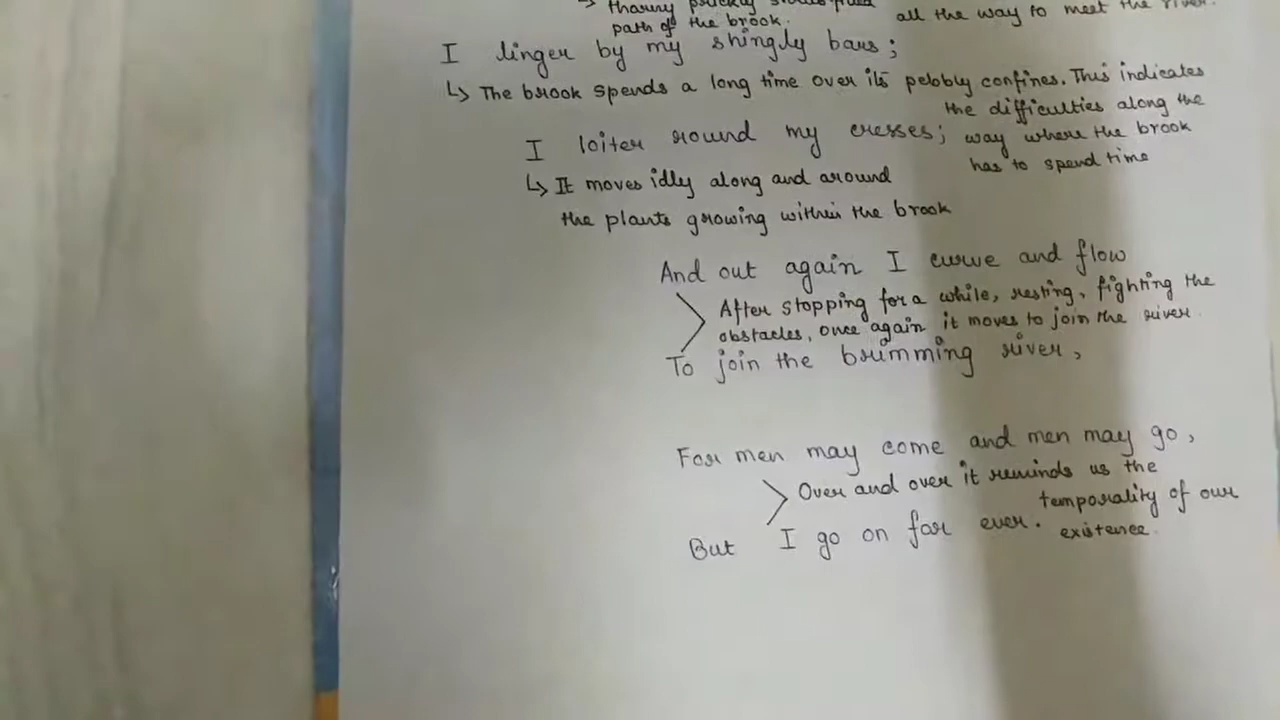 thorny prickly
path of the brook.
all the way to meet the river.
I linger by my shingly bars;
↳ The brook spends a long time over its pebbly confines. This indicates
the difficulties along the
way where the brook
has to spend time
I loiter round my cresses;
↳ It moves idly along and around
the plants growing within the brook
And out again I curve and flow
After stopping for a while, resting, fighting the
obstacles, once again it moves to join the river.
To join the brimming river,
For men may come and men may go,
Over and over it reminds us the
temporality of our
existence.
But I go on for ever.